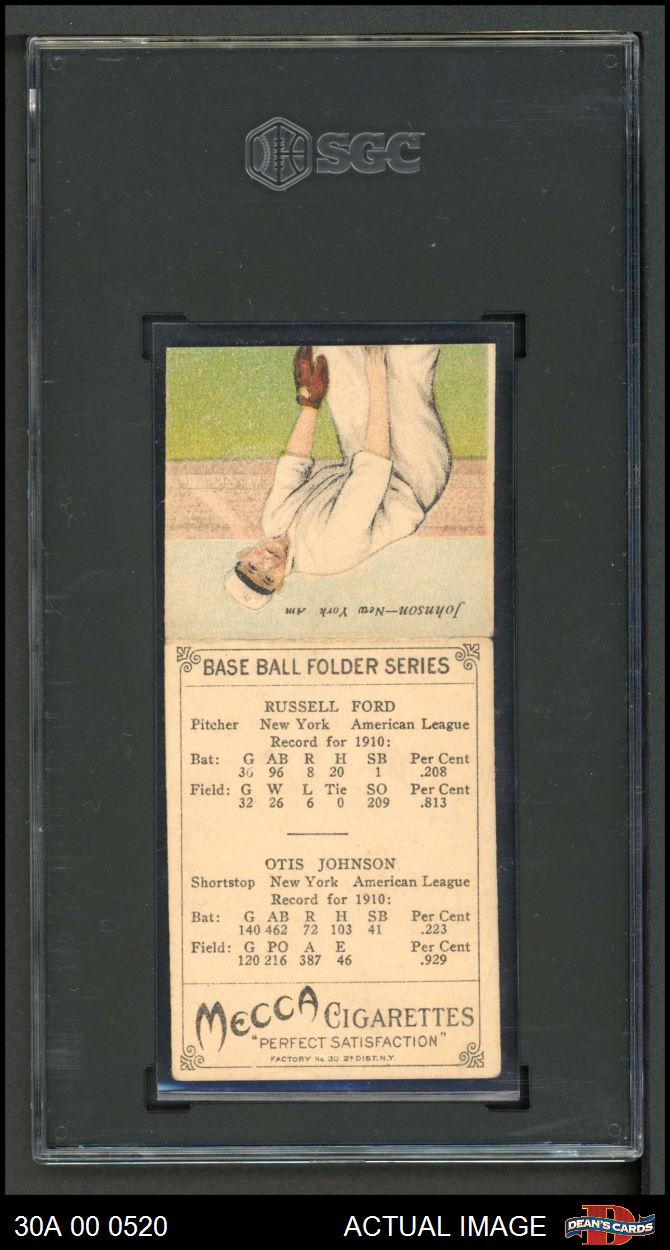 SGC
Johnson—New York Am
BASE BALL FOLDER SERIES
RUSSELL FORD
Pitcher New York American League
Record for 1910:
Bat: G AB R H SB Per Cent
36 96 8 20 1 .208
Field: G W L Tie SO Per Cent
32 26 6 0 209 .813
OTIS JOHNSON
Shortstop New York American League
Record for 1910:
Bat: G AB R H SB Per Cent
140 462 72 103 41 .223
Field: G PO A E Per Cent
120 216 387 46 .929
MECCA CIGARETTES
"PERFECT SATISFACTION"
FACTORY No. 30 2D DIST. N.Y.
30A 00 0520 ACTUAL IMAGE D DEAN'S CARDS